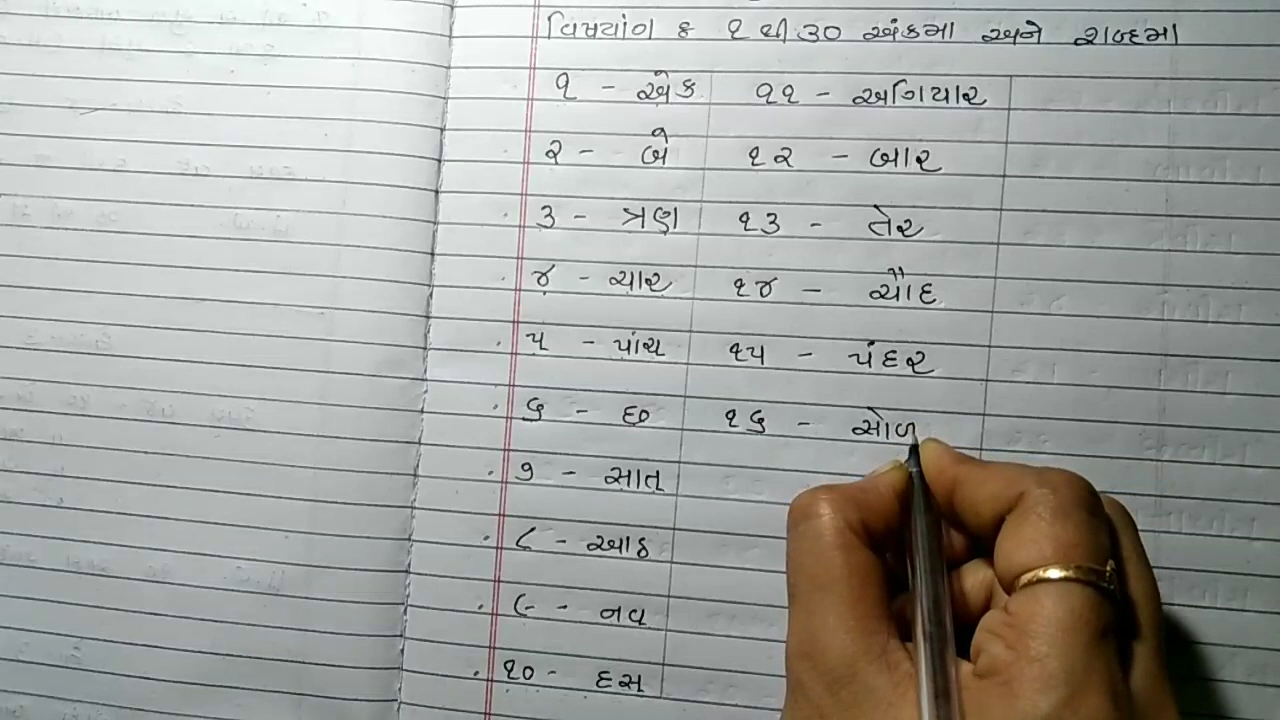 વિષયાંગ ૬ ૧ થી ૩૦ અંકમા અને શબ્દમા
૧ - એક ૧૧ - અગિયાર
૨ - બે ૧૨ - બાર
૩ - ત્રણ ૧૩ - તેર
૪ - ચાર ૧૪ - ચૌદ
૫ - પાંચ ૧૫ - પંદર
૬ - છ ૧૬ - સોળ
૭ - સાત
૮ - આઠ
૯ - નવ
૧૦ - દસ